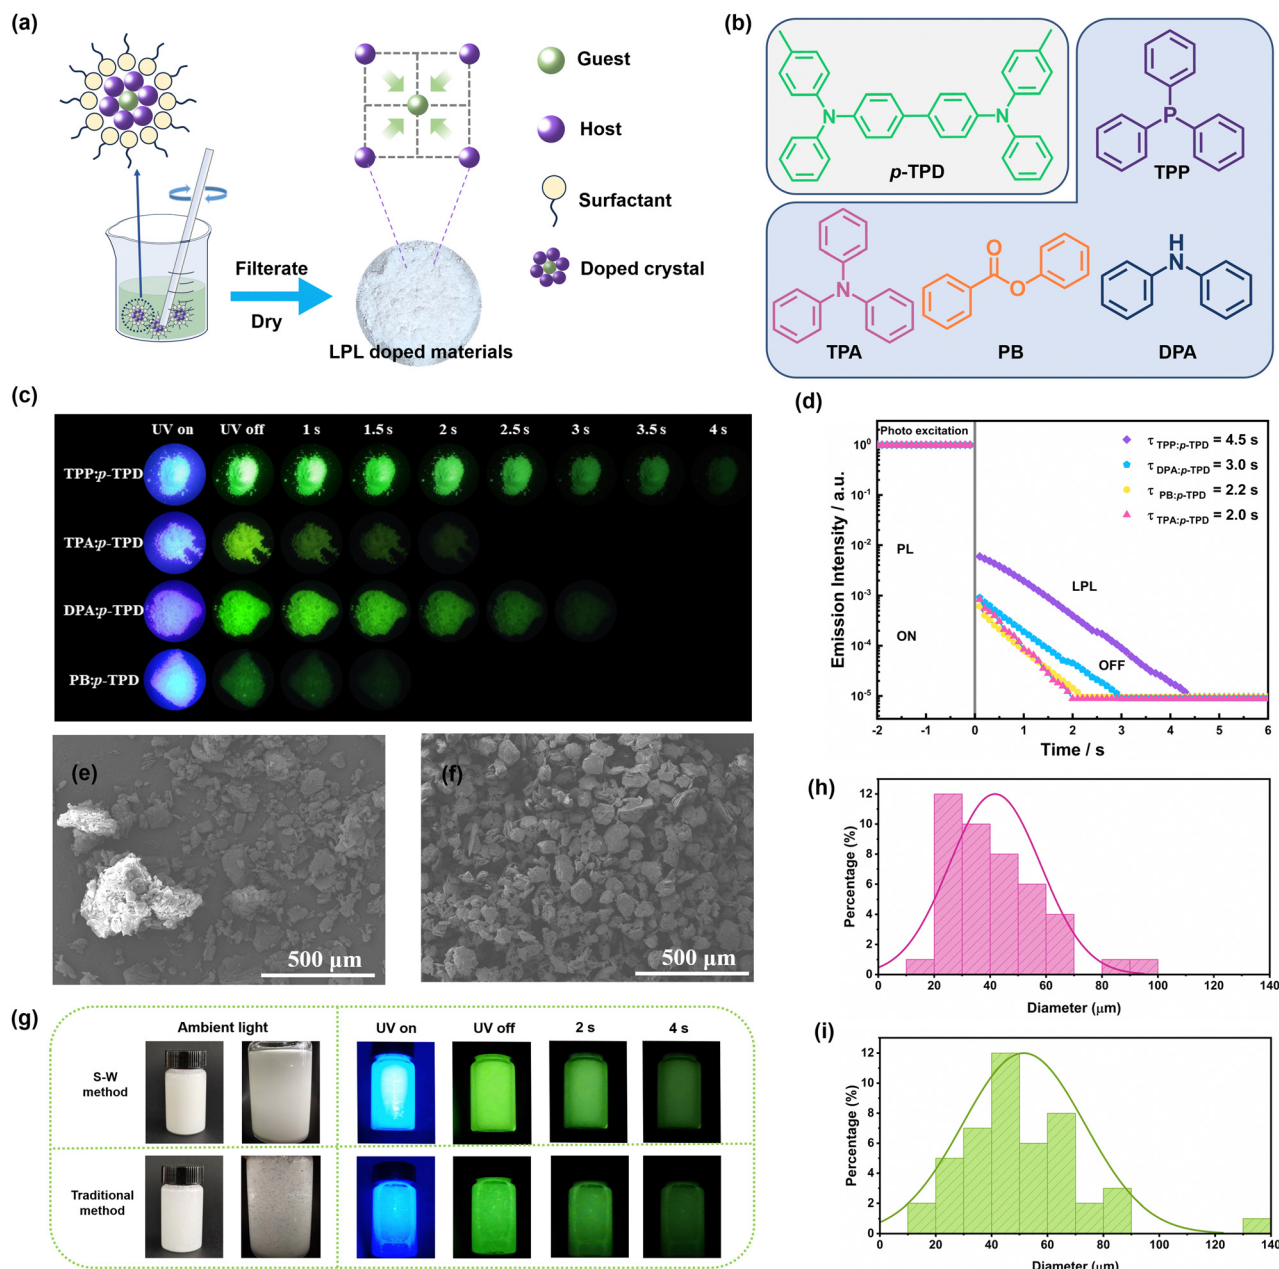 (a)
Guest
Host
Surfactant
Doped crystal
Filterate
Dry
LPL doped materials
(b)
p-TPD
P
TPP
N
N
N
TPA
O
O
PB
H
N
DPA
(c)
UV on UV off 1 s 1.5 s 2 s 2.5 s 3 s 3.5 s 4 s
TPP:p-TPD
TPA:p-TPD
DPA:p-TPD
PB:p-TPD
(d)
Photo excitation
τ TPP:p-TPD = 4.5 s
τ DPA:p-TPD = 3.0 s
τ PB:p-TPD = 2.2 s
τ TPA:p-TPD = 2.0 s
PL
LPL
ON
OFF
10⁰
10⁻¹
10⁻²
10⁻³
10⁻⁴
10⁻⁵
Emission Intensity / a.u.
-2 -1 0 1 2 3 4 5 6
Time / s
(e)
500 μm
(f)
500 μm
(g)
Ambient light UV on UV off 2 s 4 s
S-W
method
Traditional
method
(h)
12
10
8
6
4
2
0
Percentage (%)
0 20 40 60 80 100 120 140
Diameter (μm)
(i)
12
10
8
6
4
2
0
Percentage (%)
0 20 40 60 80 100 120 140
Diameter (μm)